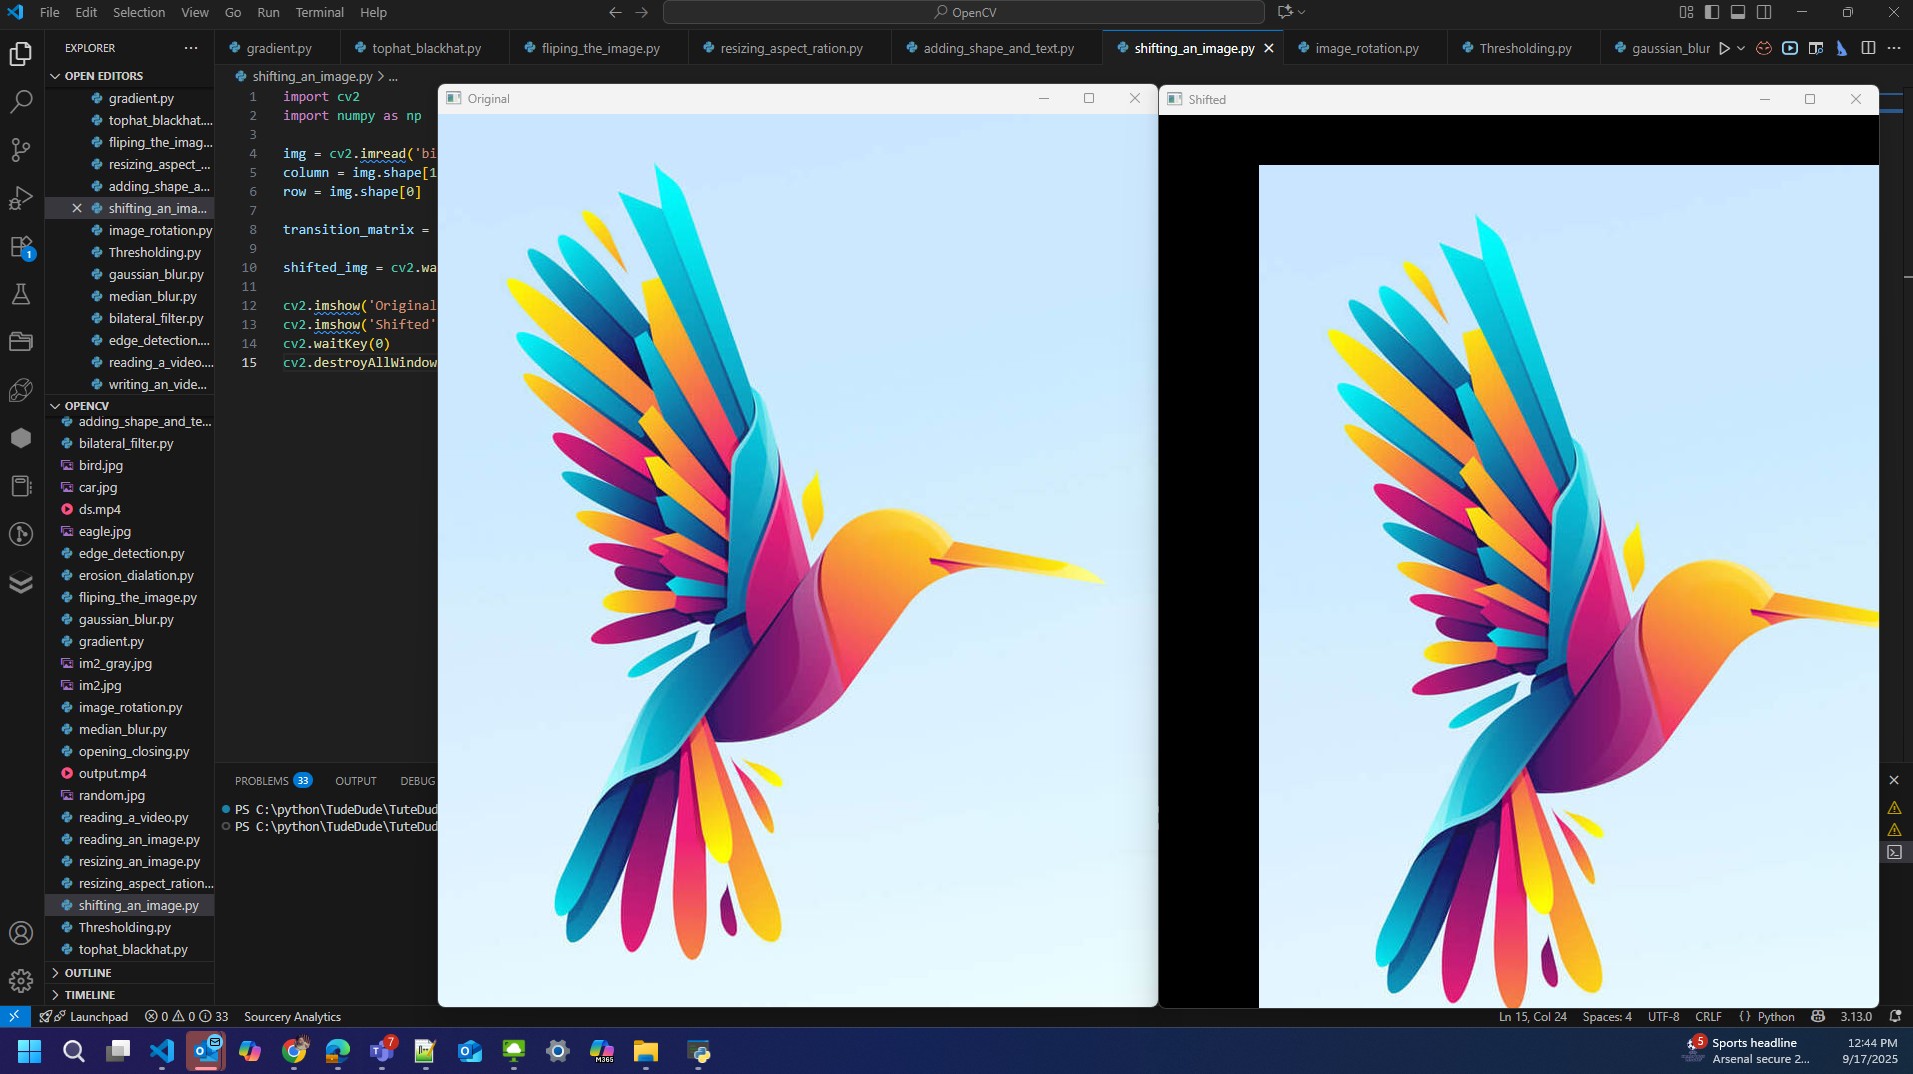 File Edit Selection View Go Run Terminal Help
OpenCV
EXPLORER
gradient.py tophat_blackhat.py fliping_the_image.py resizing_aspect_ration.py adding_shape_and_text.py shifting_an_image.py image_rotation.py Thresholding.py gaussian_blur
OPEN EDITORS
gradient.py
tophat_blackhat....
fliping_the_imag...
resizing_aspect_...
adding_shape_a...
shifting_an_ima...
image_rotation.py
Thresholding.py
gaussian_blur.py
median_blur.py
bilateral_filter.py
edge_detection....
reading_a_video....
writing_an_vide...
OPENCV
adding_shape_and_te...
bilateral_filter.py
bird.jpg
car.jpg
ds.mp4
eagle.jpg
edge_detection.py
erosion_dialation.py
fliping_the_image.py
gaussian_blur.py
gradient.py
im2_gray.jpg
im2.jpg
image_rotation.py
median_blur.py
opening_closing.py
output.mp4
random.jpg
reading_a_video.py
reading_an_image.py
resizing_an_image.py
resizing_aspect_ration...
shifting_an_image.py
Thresholding.py
tophat_blackhat.py
OUTLINE
TIMELINE
shifting_an_image.py > ...
1 import cv2
2 import numpy as np
3
4 img = cv2.imread('bi
5 column = img.shape[1
6 row = img.shape[0]
7
8 transition_matrix =
9
10 shifted_img = cv2.wa
11
12 cv2.imshow('Original
13 cv2.imshow('Shifted'
14 cv2.waitKey(0)
15 cv2.destroyAllWindow
Original
Shifted
PROBLEMS 33 OUTPUT DEBUG
PS C:\python\TudeDude\TuteDud
PS C:\python\TudeDude\TuteDud
1
Launchpad 0 0 33 Sourcery Analytics
Ln 15, Col 24 Spaces: 4 UTF-8 CRLF {} Python 3.13.0
7
M365
5
Sports headline
Arsenal secure 2...
12:44 PM
9/17/2025